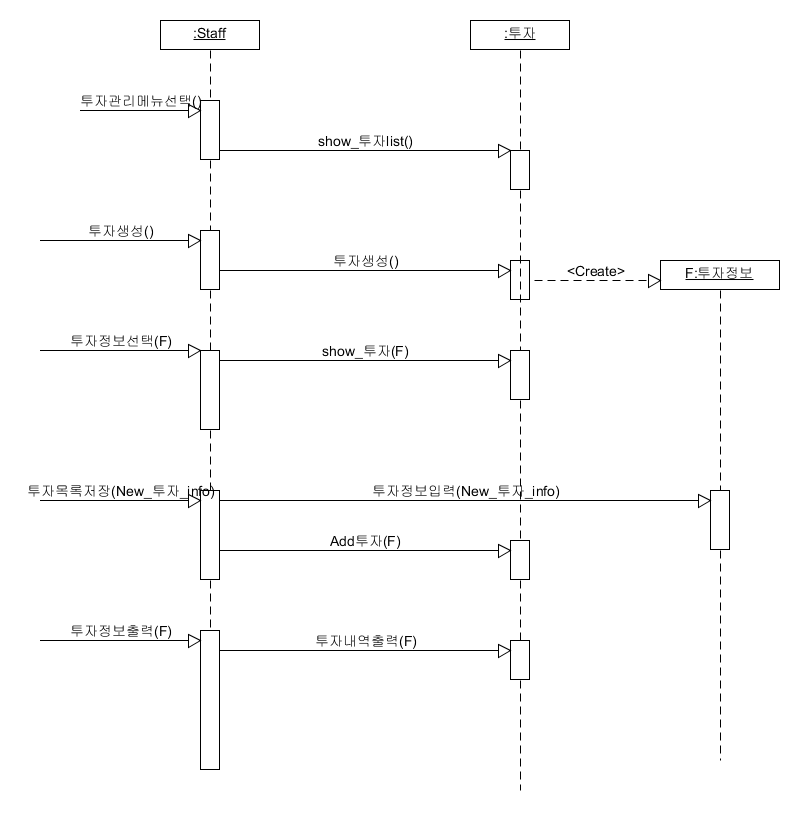 :Staff
:투자
투자관리메뉴선택()
show_투자list()
투자생성()
투자생성()
<Create>
F:투자정보
투자정보선택(F)
show_투자(F)
투자목록저장(New_투자_info)
투자정보입력(New_투자_info)
Add투자(F)
투자정보출력(F)
투자내역출력(F)